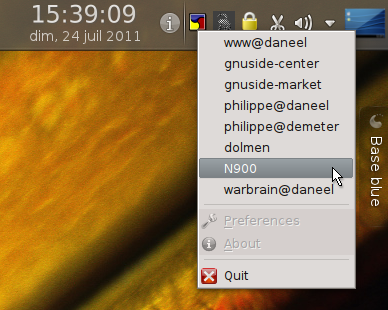 15:39:09
dim, 24 juil 2011
www@daneel
gnuside-center
gnuside-market
philippe@daneel
philippe@demeter
dolmen
N900
warbrain@daneel
Preferences
About
Quit
Base blue